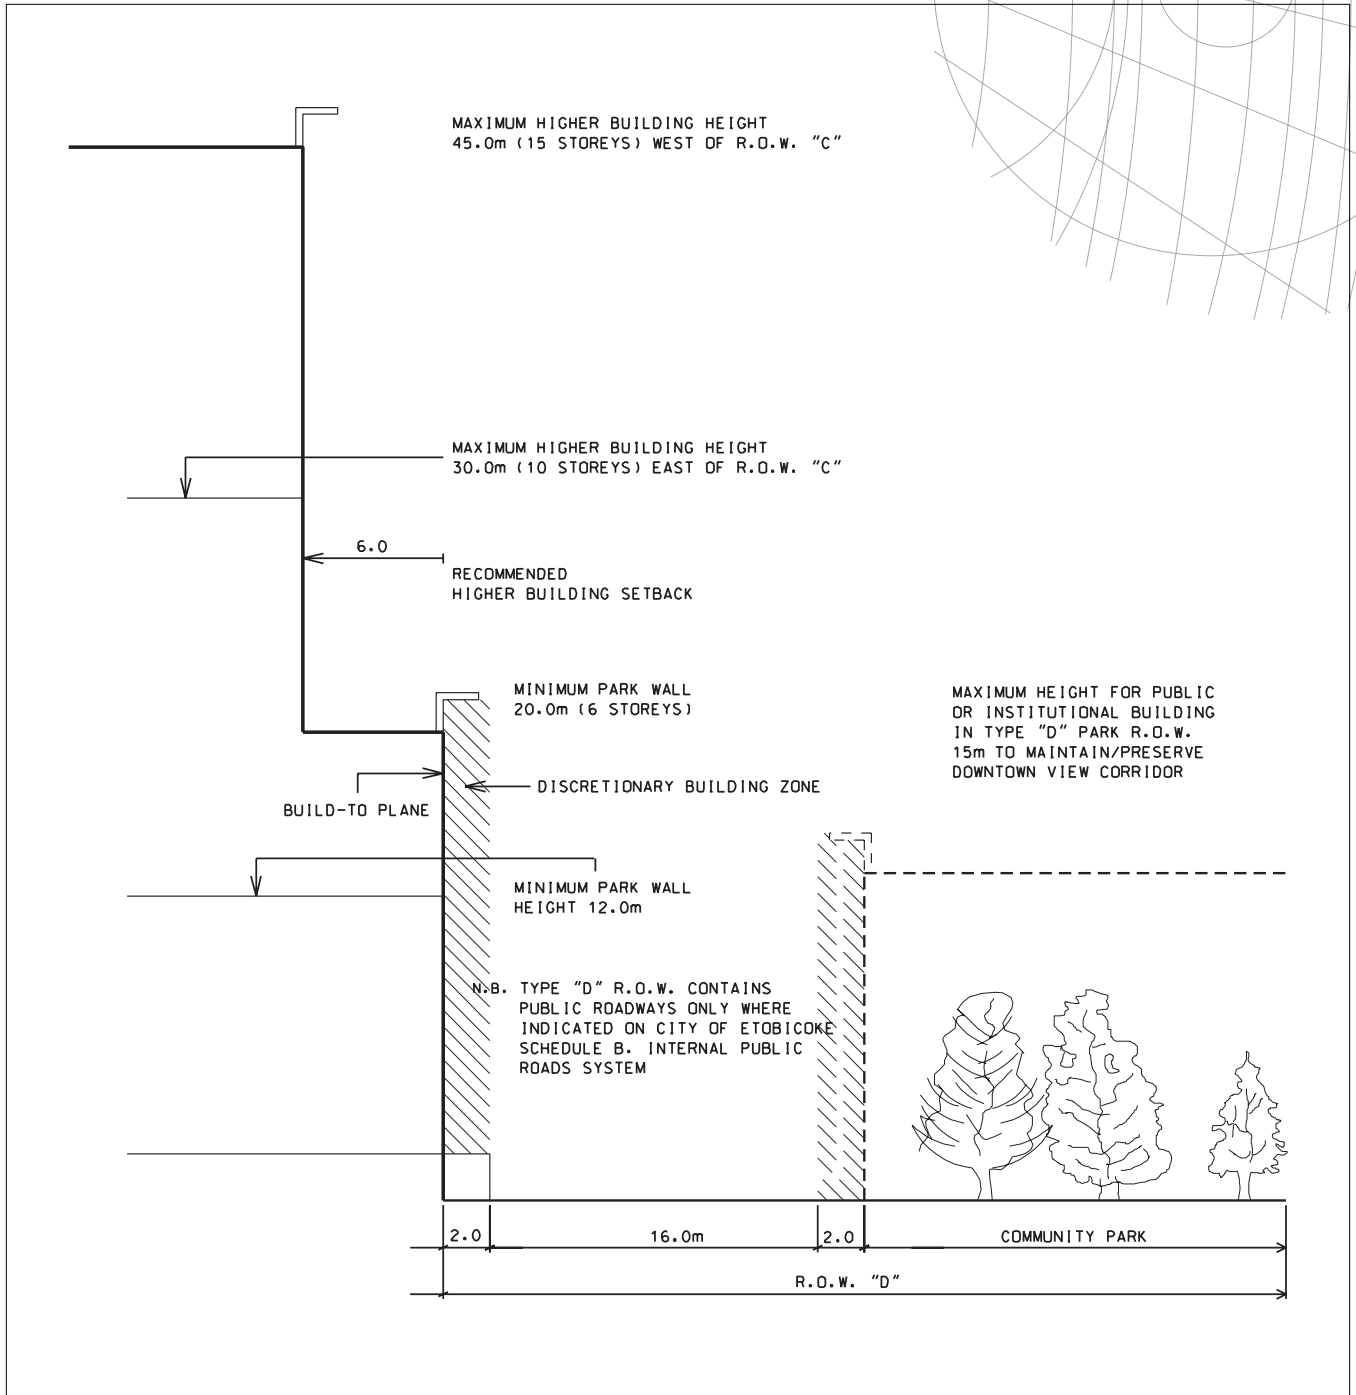 MAXIMUM HIGHER BUILDING HEIGHT
45.0m (15 STOREYS) WEST OF R.O.W. "C"
MAXIMUM HIGHER BUILDING HEIGHT
30.0m (10 STOREYS) EAST OF R.O.W. "C"
6.0
RECOMMENDED
HIGHER BUILDING SETBACK
MINIMUM PARK WALL
20.0m (6 STOREYS)
MAXIMUM HEIGHT FOR PUBLIC
OR INSTITUTIONAL BUILDING
IN TYPE "D" PARK R.O.W.
15m TO MAINTAIN/PRESERVE
DOWNTOWN VIEW CORRIDOR
DISCRETIONARY BUILDING ZONE
BUILD-TO PLANE
MINIMUM PARK WALL
HEIGHT 12.0m
N.B. TYPE "D" R.O.W. CONTAINS
PUBLIC ROADWAYS ONLY WHERE
INDICATED ON CITY OF ETOBICOKE
SCHEDULE B. INTERNAL PUBLIC
ROADS SYSTEM
2.0 16.0m 2.0 COMMUNITY PARK
R.O.W. "D"